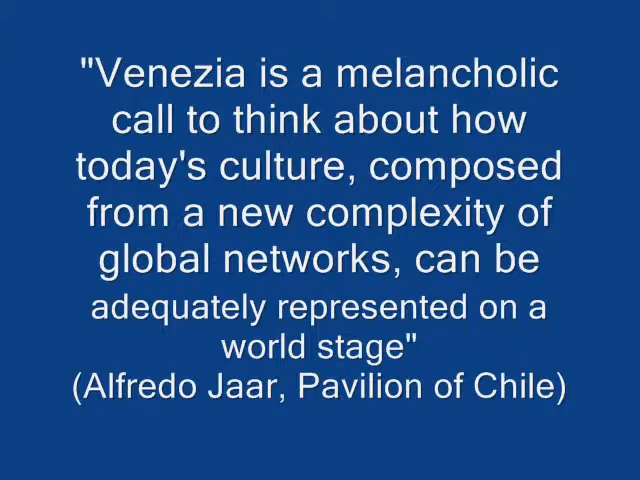 "Venezia is a melancholic
call to think about how
today's culture, composed
from a new complexity of
global networks, can be
adequately represented on a
world stage"
(Alfredo Jaar, Pavilion of Chile)